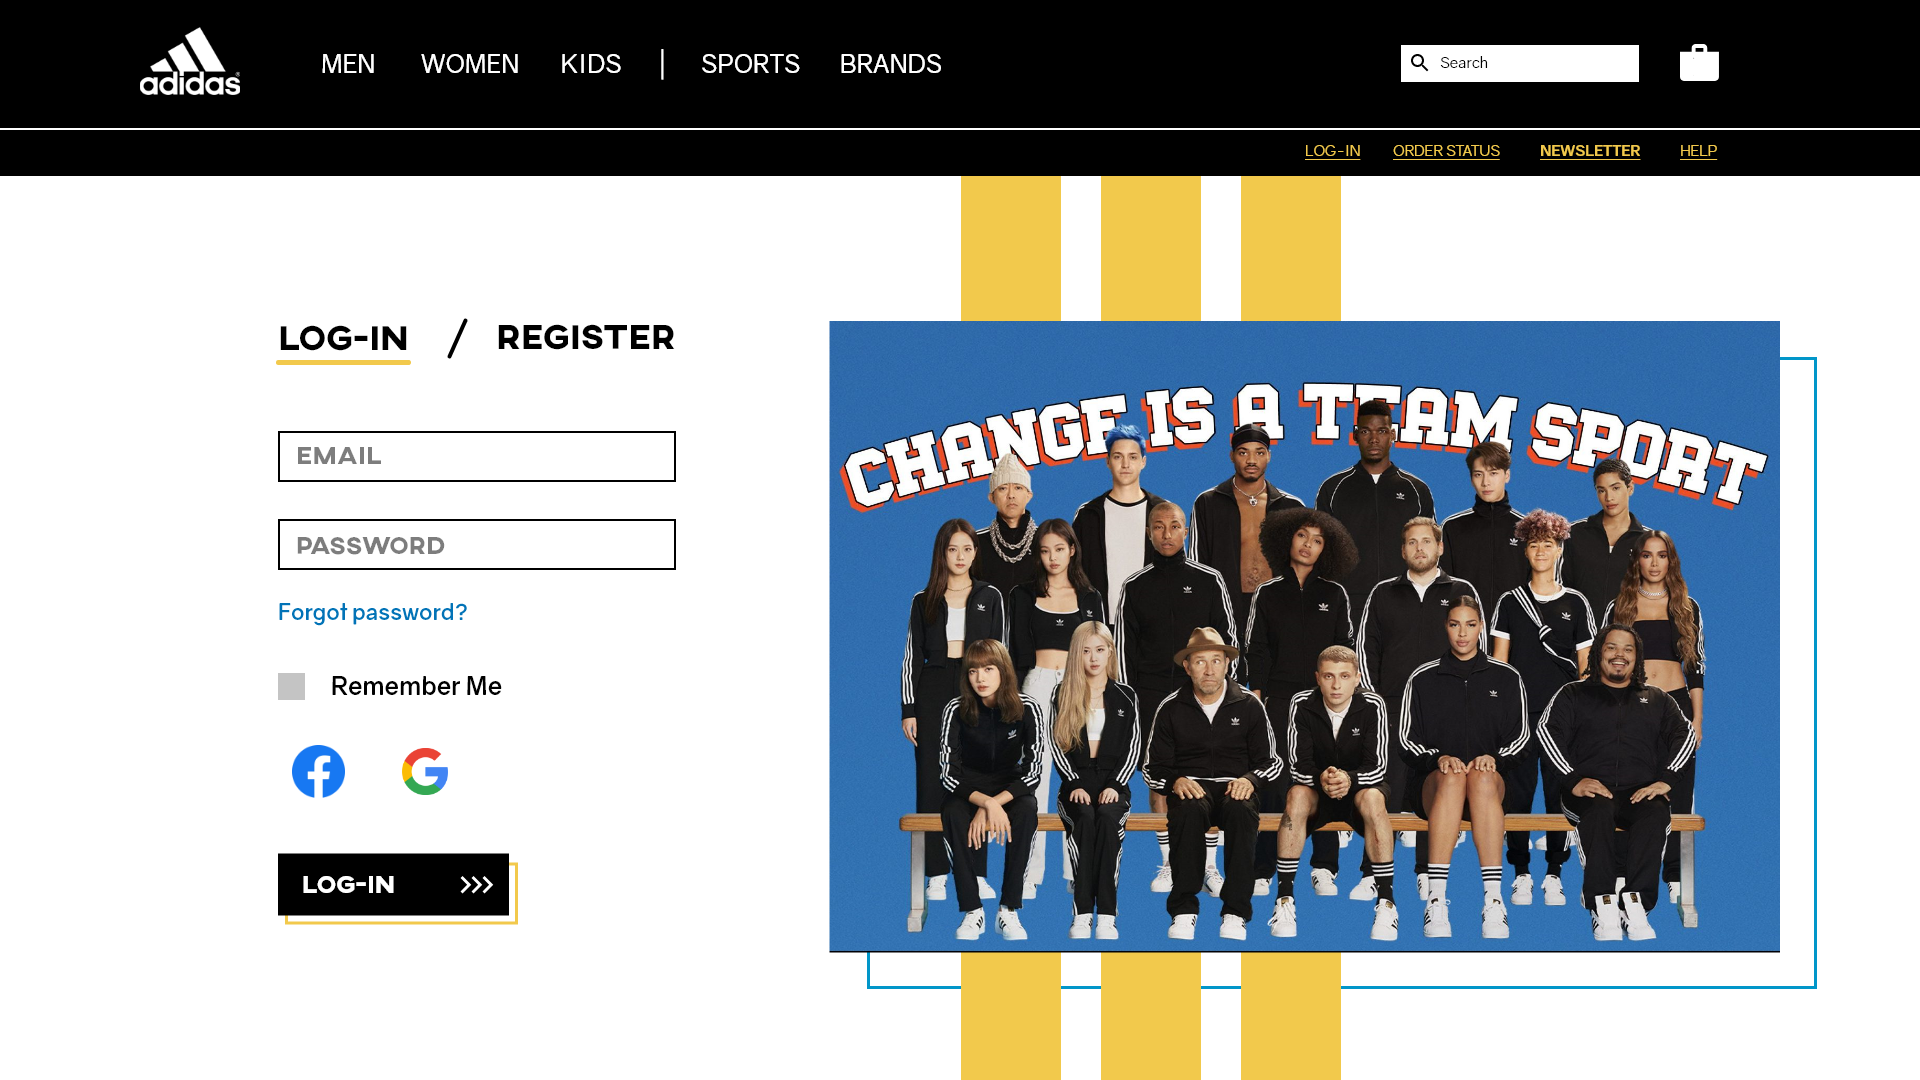 adidas
MEN WOMEN KIDS | SPORTS BRANDS
Search
LOG-IN ORDER STATUS NEWSLETTER HELP
LOG-IN / REGISTER
EMAIL
PASSWORD
Forgot password?
Remember Me
LOG-IN >>>
CHANGE IS A TEAM SPORT